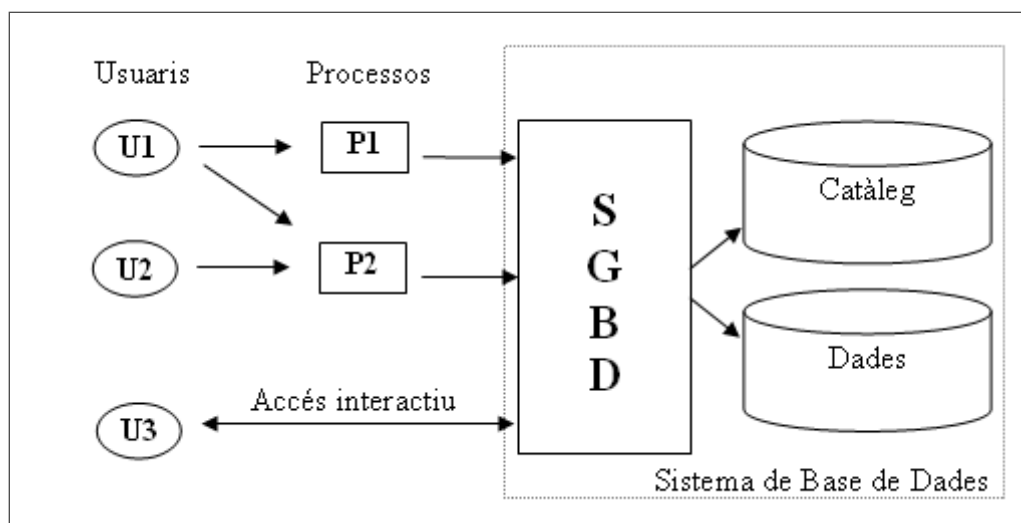 Usuaris
Processos
U1
P1
S
G
B
D
Catàleg
U2
P2
Dades
U3
Accés interactiu
Sistema de Base de Dades